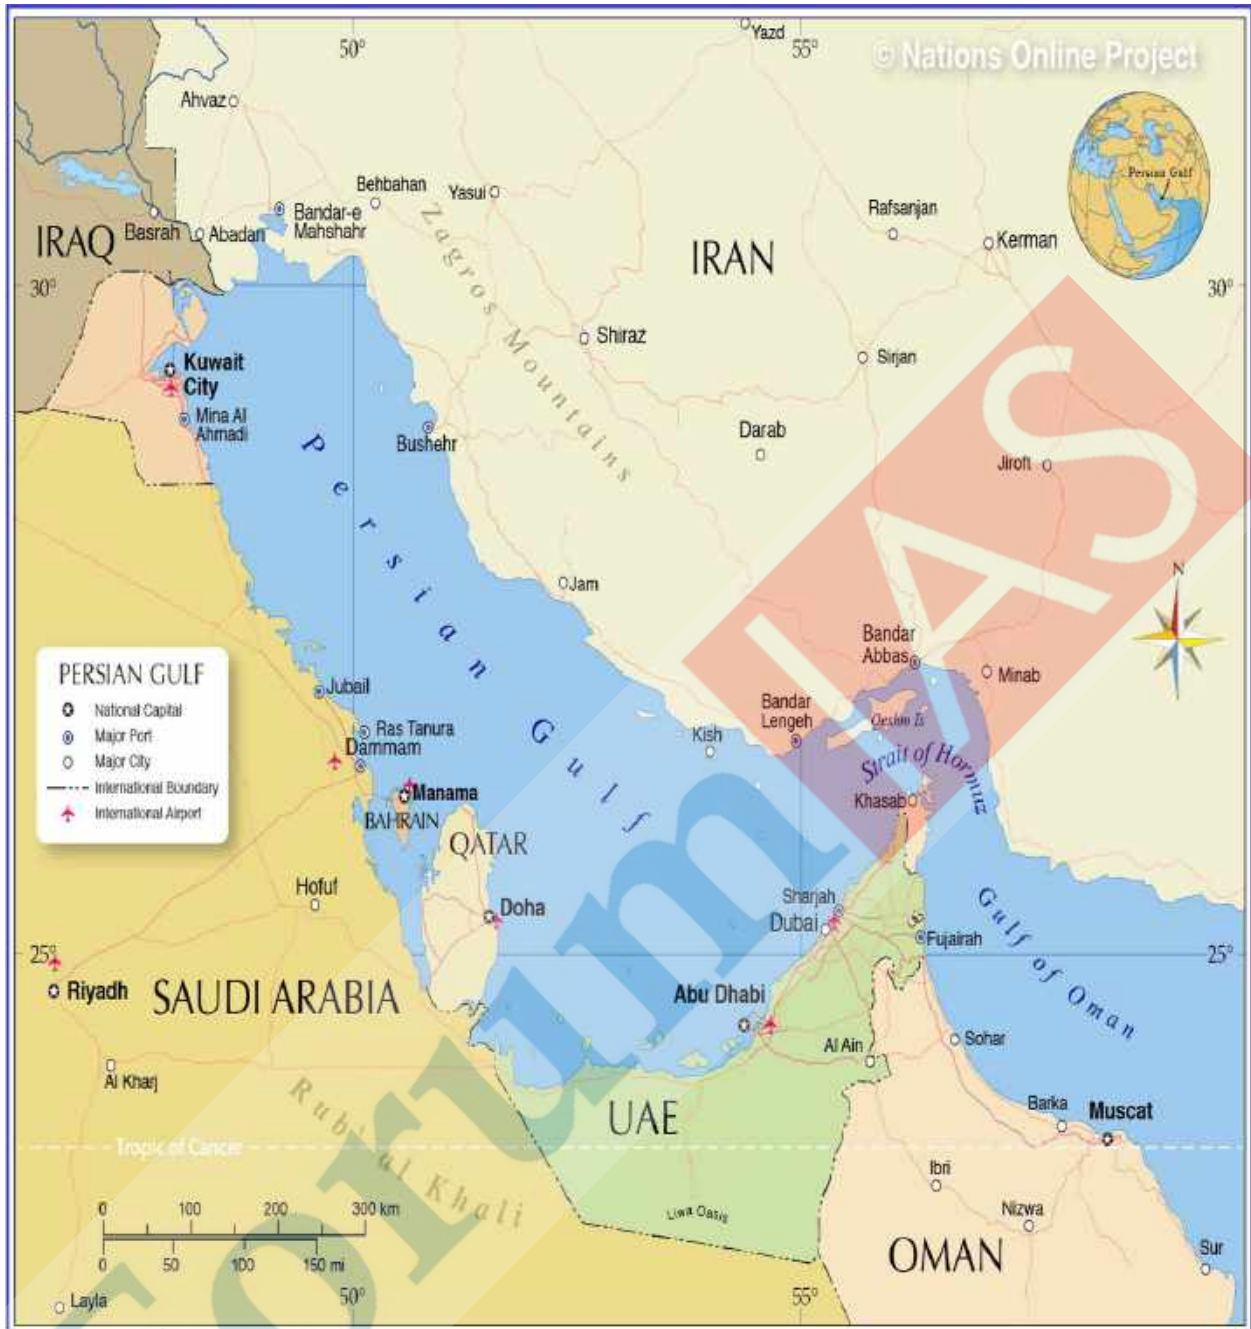 50°
55°
Yazd
© Nations Online Project
Ahvaz
Behbahan
Yasui
Persian Gulf
Bandar-e
Mahshahr
Rafsanjan
Basrah
Abadan
Kerman
IRAQ
IRAN
Zagros Mountains
30°
30°
Shiraz
Sirjan
Kuwait
City
Mina Al
Ahmadi
Bushehr
Darab
Jiroft
Persian Gulf
Jam
N
Bandar
Abbas
Minab
PERSIAN GULF
National Capital
Major Port
Major City
International Boundary
International Airport
Jubail
Ras Tanura
Dammam
Bandar
Lengeh
Qeshm Is
Kish
Strait of Hormuz
Khasab
Manama
BAHRAIN
QATAR
Hofuf
Doha
Sharjah
Dubai
Fujairah
Gulf of Oman
25°
25°
Riyadh
SAUDI ARABIA
Abu Dhabi
Al Ain
Sohar
Al Kharj
Rub' al Khali
UAE
Barka
Muscat
Tropic of Cancer
Ibri
Nizwa
Liwa Oasis
OMAN
Sur
0 100 200 300 km
0 50 100 150 mi
Layla
50°
55°
ForumIAS